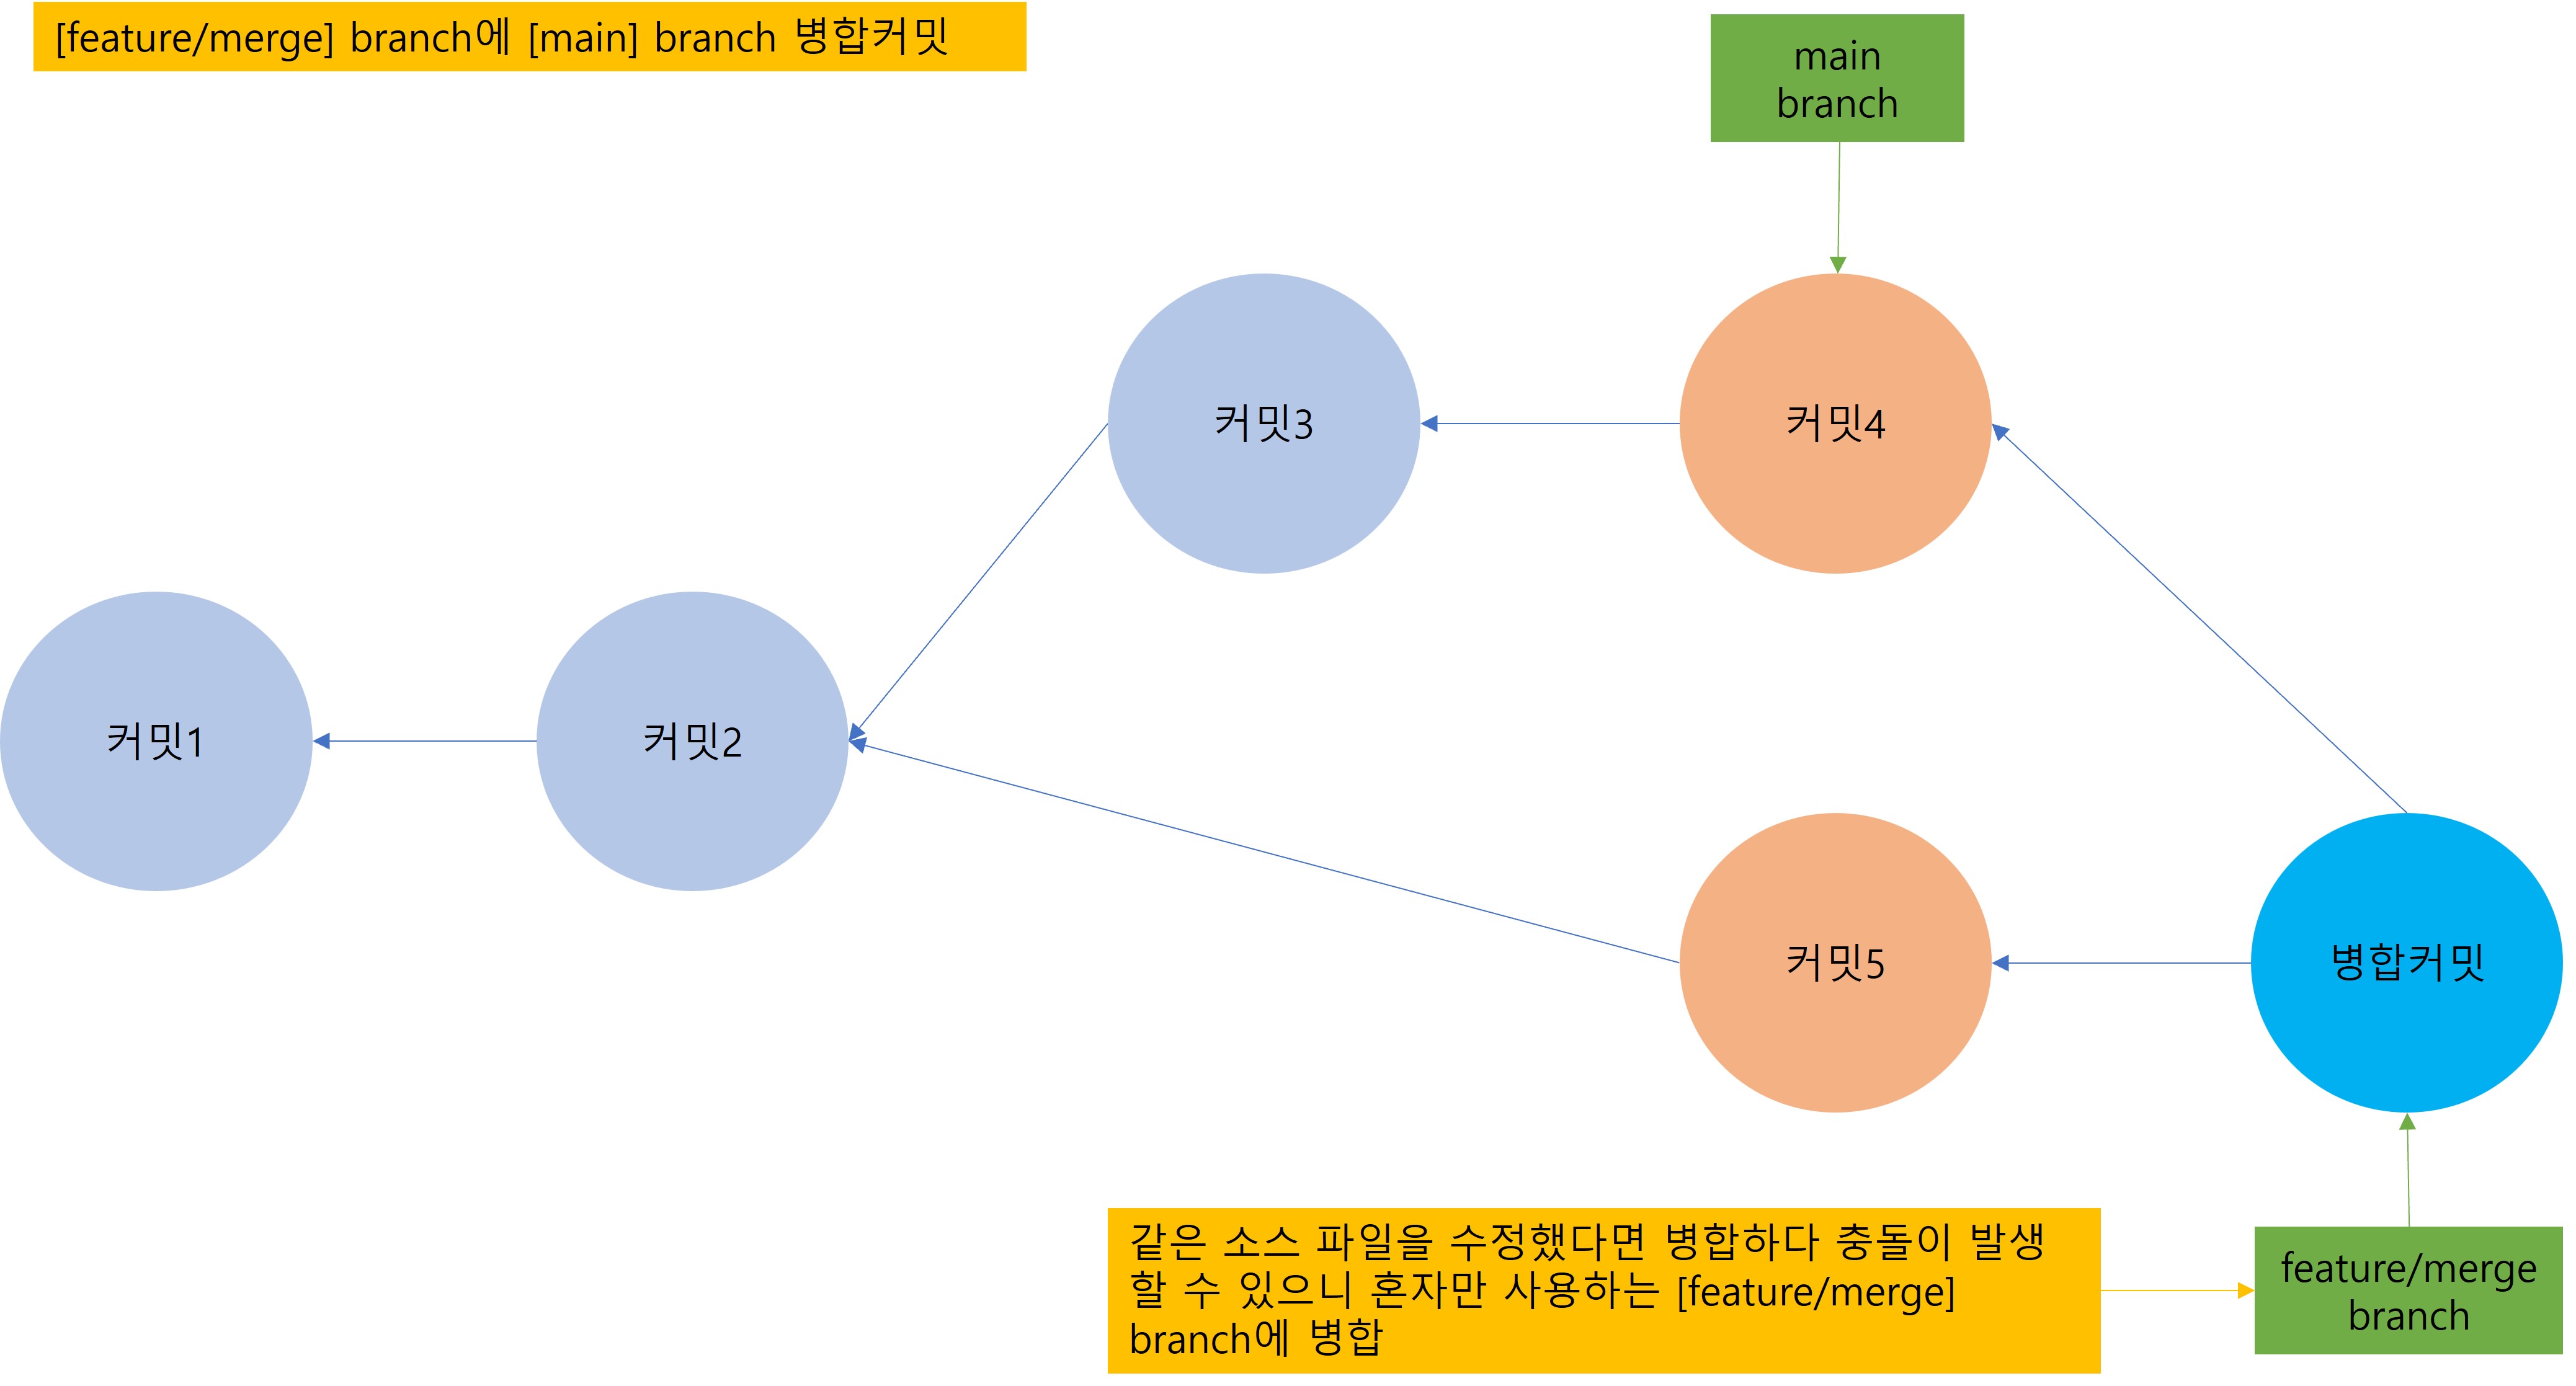 [feature/merge] branch에 [main] branch 병합커밋
main
branch
커밋3
커밋4
커밋1
커밋2
커밋5
병합커밋
같은 소스 파일을 수정했다면 병합하다 충돌이 발생
할 수 있으니 혼자만 사용하는 [feature/merge]
branch에 병합
feature/merge
branch